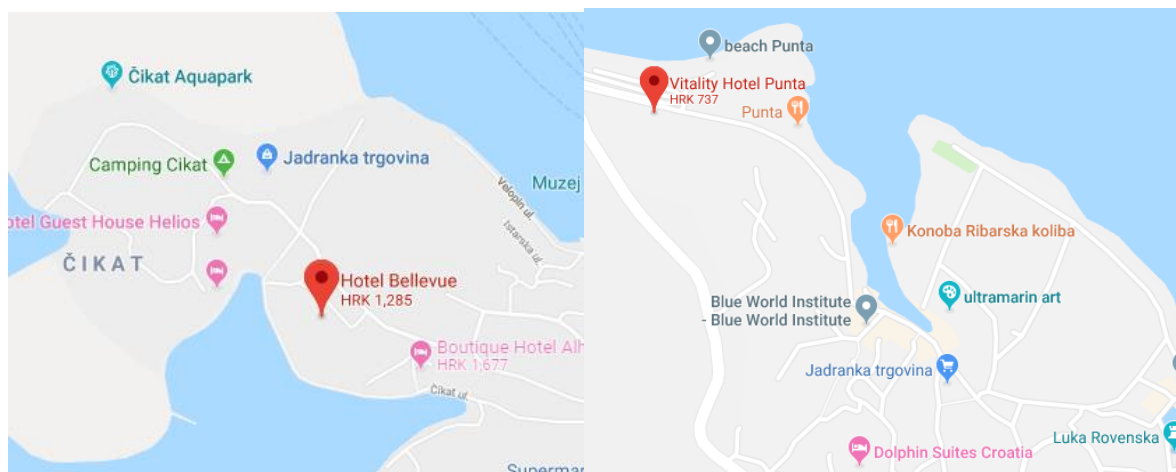 Čikat Aquapark
Camping Cikat
Jadranka trgovina
Muzej
Velopin ul.
Istarska ul.
otel Guest House Helios
ČIKAT
Hotel Bellevue
HRK 1,285
Boutique Hotel Alh
HRK 1,677
Čikat ul.
Supermar
beach Punta
Vitality Hotel Punta
HRK 737
Punta
Konoba Ribarska koliba
Blue World Institute
- Blue World Institute
ultramarin art
Jadranka trgovina
Luka Rovenska
Dolphin Suites Croatia